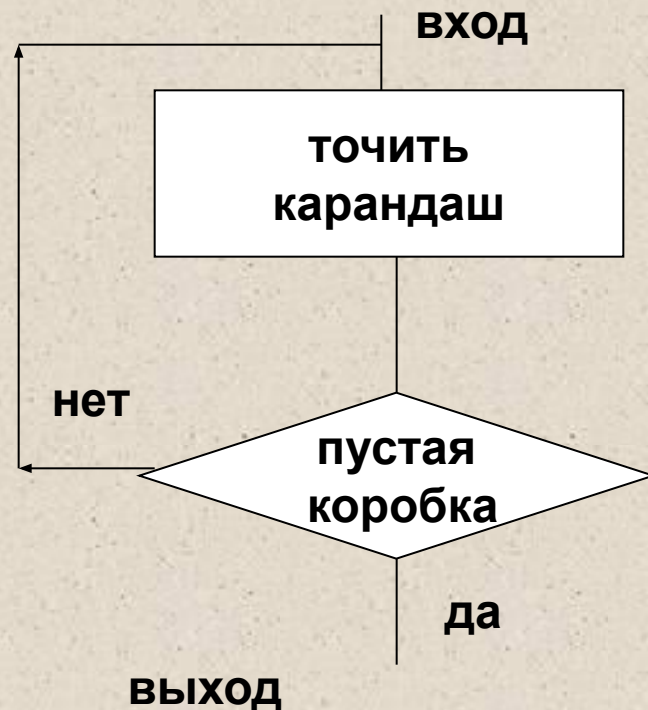 вход
точить
карандаш
нет
пустая
коробка
да
выход